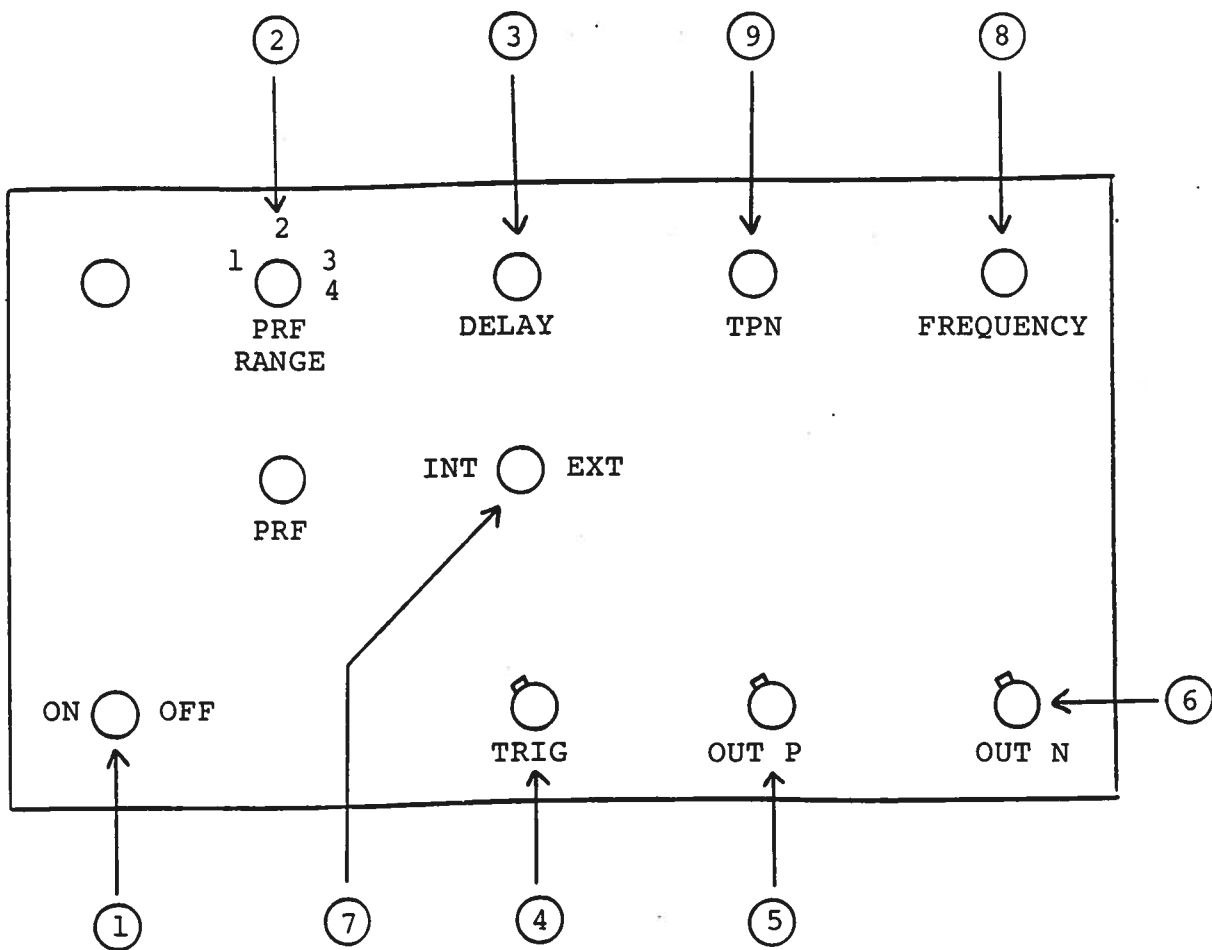 2 3 9 8
2
1 3
4
PRF
RANGE
DELAY
TPN
FREQUENCY
INT EXT
PRF
ON OFF
TRIG
OUT P
OUT N
6
1 7 4 5